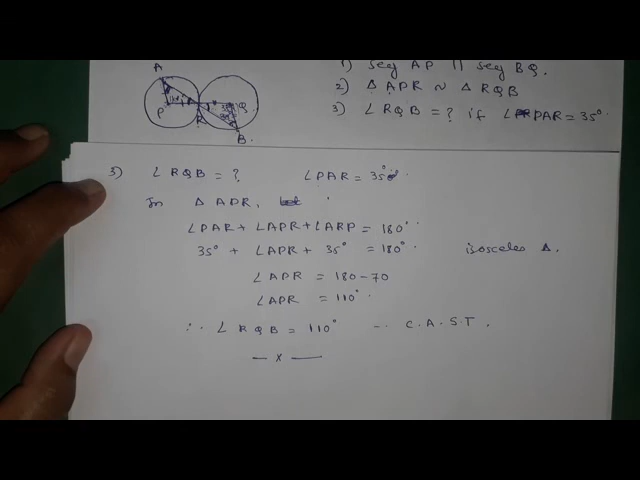 1) seg AP || seg BQ.
2) Δ APR ~ Δ RQB
3) ∠ RQB = ? if ∠PAR = 35°
A
P
R
Q
B
3) ∠ RQB = ? ∠PAR = 35°.
In Δ APR,
∠PAR + ∠APR + ∠ARP = 180°
35° + ∠APR + 35° = 180°. isosceles Δ.
∠APR = 180 - 70
∠APR = 110°.
∴ ∠ RQB = 110° -- C.A.S.T.
— x —